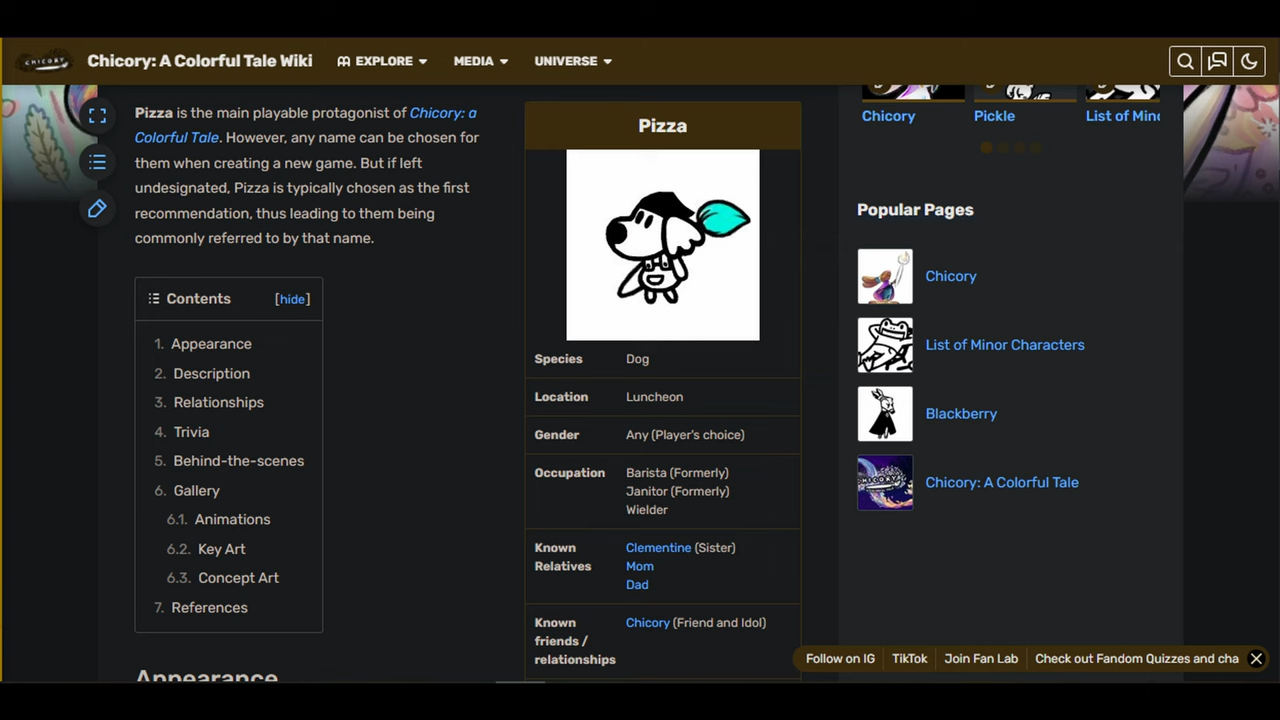 CHICORY
Chicory: A Colorful Tale Wiki
EXPLORE
MEDIA
UNIVERSE
Pizza is the main playable protagonist of Chicory: a
Colorful Tale. However, any name can be chosen for
them when creating a new game. But if left
undesignated, Pizza is typically chosen as the first
recommendation, thus leading to them being
commonly referred to by that name.
Contents [hide]
1. Appearance
2. Description
3. Relationships
4. Trivia
5. Behind-the-scenes
6. Gallery
6.1. Animations
6.2. Key Art
6.3. Concept Art
7. References
Appearance
Pizza
Species Dog
Location Luncheon
Gender Any (Player's choice)
Occupation Barista (Formerly)
Janitor (Formerly)
Wielder
Known Clementine (Sister)
Relatives Mom
Dad
Known Chicory (Friend and Idol)
friends /
relationships
Chicory
Pickle
List of Mino
Popular Pages
Chicory
List of Minor Characters
Blackberry
CHICORY
Chicory: A Colorful Tale
Follow on IG
TikTok
Join Fan Lab
Check out Fandom Quizzes and cha